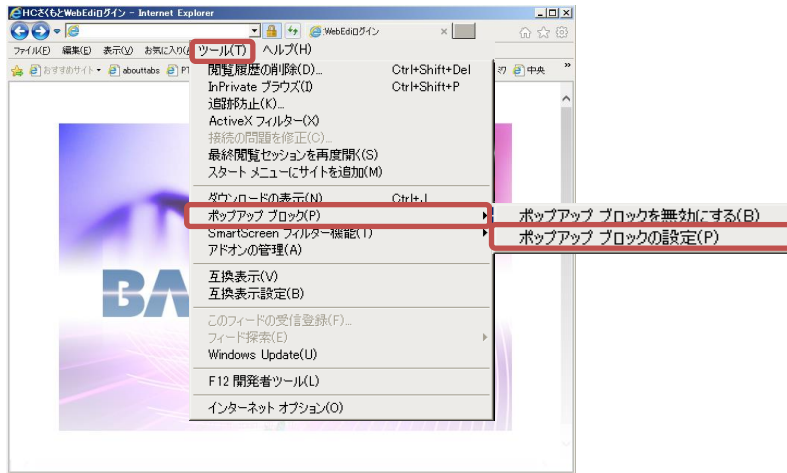 HCさくもとWebEdiログイン - Internet Explorer
WebEdiログイン
ファイル(F) 編集(E) 表示(V) お気に入り(A) ツール(T) ヘルプ(H)
おすすめサイト abouttabs 中央
閲覧履歴の削除(D)... Ctrl+Shift+Del
InPrivate ブラウズ(I) Ctrl+Shift+P
追跡防止(K)...
ActiveX フィルター(X)
接続の問題を修正(C)...
最終閲覧セッションを再度開く(S)
スタート メニューにサイトを追加(M)
ダウンロードの表示(N) Ctrl+J
ポップアップ ブロック(P)
ポップアップ ブロックを無効にする(B)
ポップアップ ブロックの設定(P)
SmartScreen フィルター機能(T)
アドオンの管理(A)
互換表示(V)
互換表示設定(B)
BA
このフィードの受信登録(F)...
フィード探索(E)
Windows Update(U)
F12 開発者ツール(L)
インターネット オプション(O)